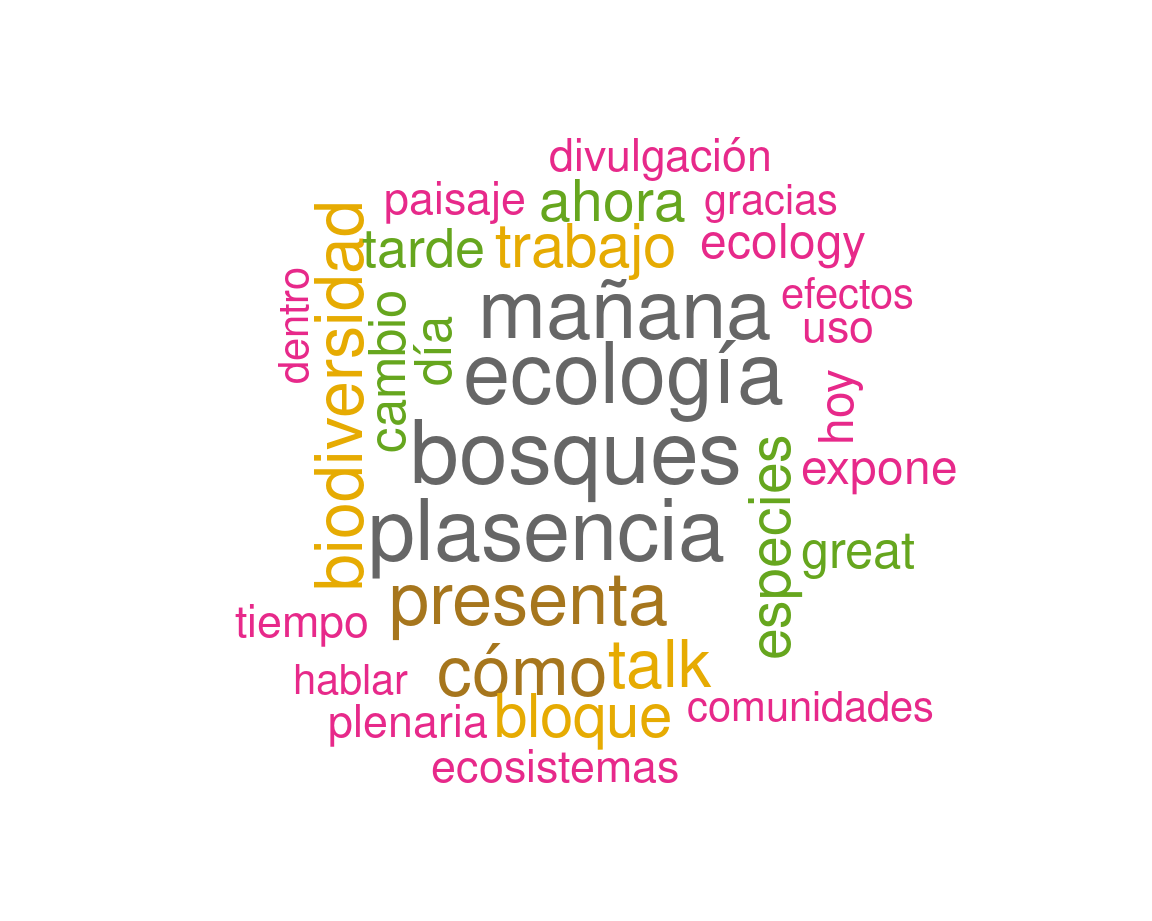 divulgación
paisaje ahora gracias
tarde trabajo ecology
biodiversidad
dentro
cambio
día
mañana
efectos
uso
ecología
hoy
bosques
especies
expone
plasencia
great
presenta
tiempo
cómo talk
hablar
plenaria bloque comunidades
ecosistemas